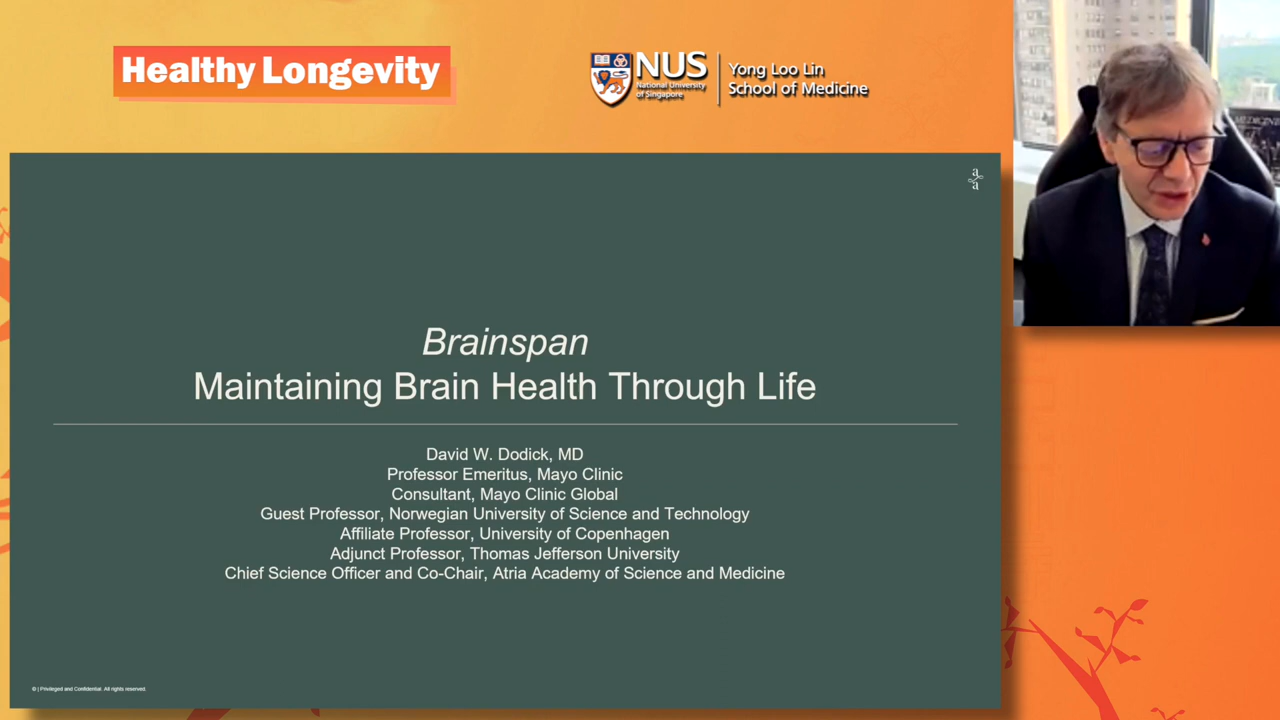 Healthy Longevity
NUS
National University
of Singapore
Yong Loo Lin
School of Medicine
MEDICINE
a
a
Brainspan
Maintaining Brain Health Through Life
David W. Dodick, MD
Professor Emeritus, Mayo Clinic
Consultant, Mayo Clinic Global
Guest Professor, Norwegian University of Science and Technology
Affiliate Professor, University of Copenhagen
Adjunct Professor, Thomas Jefferson University
Chief Science Officer and Co-Chair, Atria Academy of Science and Medicine
© | Privileged and Confidential. All rights reserved.